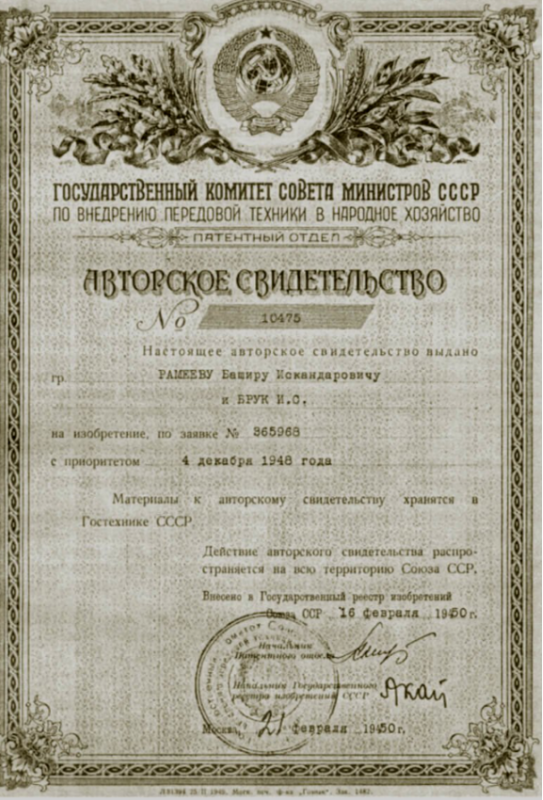 ГОСУДАРСТВЕННЫЙ КОМИТЕТ СОВЕТА МИНИСТРОВ СССР
ПО ВНЕДРЕНИЮ ПЕРЕДОВОЙ ТЕХНИКИ В НАРОДНОЕ ХОЗЯЙСТВО
ПАТЕНТНЫЙ ОТДЕЛ
АВТОРСКОЕ СВИДЕТЕЛЬСТВО
№ 10475
Настоящее авторское свидетельство выдано
гр. РАМЕЕВУ Баширу Искандаровичу
и БРУК И.С.
на изобретение, по заявке № 365968
с приоритетом 4 декабря 1948 года
Материалы к авторскому свидетельству хранятся в
Гостехнике СССР.
Действие авторского свидетельства распро-
страняется на всю территорию Союза ССР.
Внесено в Государственный реестр изобретений
Союза ССР 16 февраля 1950 г.
Начальник
Патентного отдела
Начальник Государственного
реестра изобретений СССР
Москва, 21 февраля 1950 г.